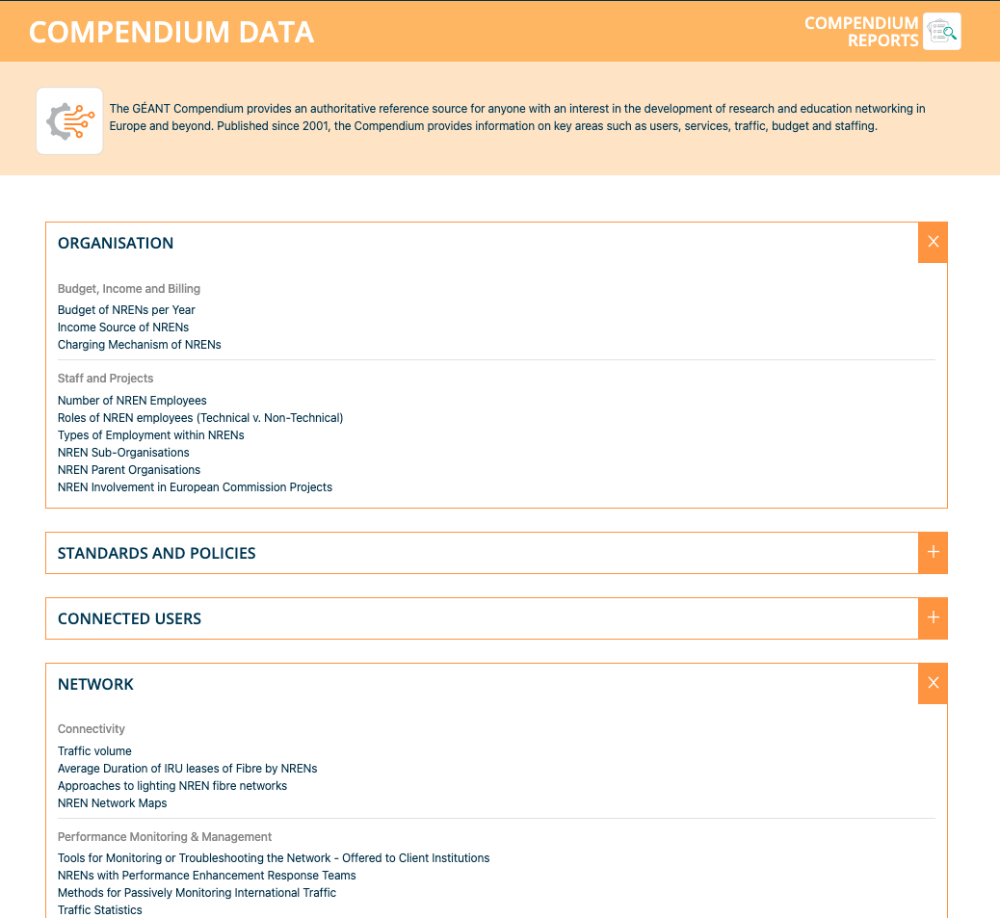 COMPENDIUM DATA
COMPENDIUM
REPORTS
The GÉANT Compendium provides an authoritative reference source for anyone with an interest in the development of research and education networking in
Europe and beyond. Published since 2001, the Compendium provides information on key areas such as users, services, traffic, budget and staffing.
ORGANISATION
Budget, Income and Billing
Budget of NRENs per Year
Income Source of NRENs
Charging Mechanism of NRENs
Staff and Projects
Number of NREN Employees
Roles of NREN employees (Technical v. Non-Technical)
Types of Employment within NRENs
NREN Sub-Organisations
NREN Parent Organisations
NREN Involvement in European Commission Projects
STANDARDS AND POLICIES
CONNECTED USERS
NETWORK
Connectivity
Traffic volume
Average Duration of IRU leases of Fibre by NRENs
Approaches to lighting NREN fibre networks
NREN Network Maps
Performance Monitoring & Management
Tools for Monitoring or Troubleshooting the Network - Offered to Client Institutions
NRENs with Performance Enhancement Response Teams
Methods for Passively Monitoring International Traffic
Traffic Statistics